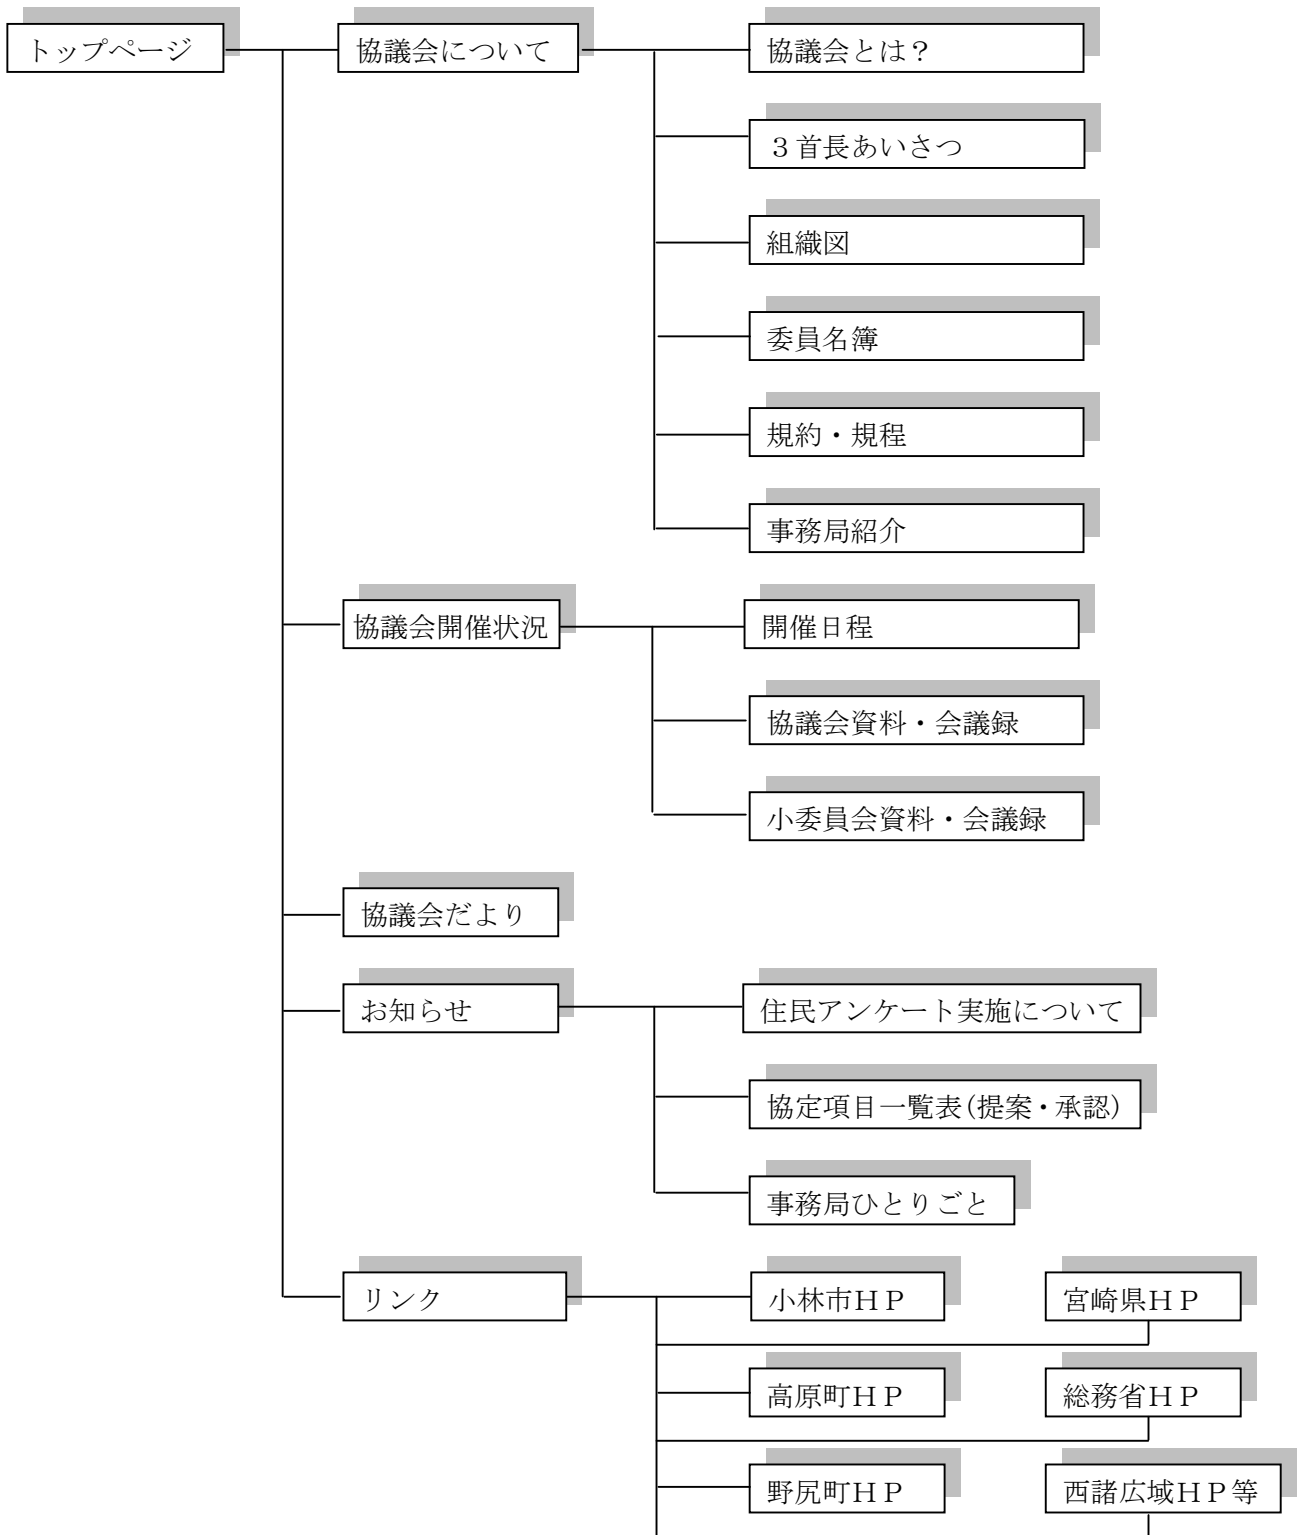 トップページ
協議会について
協議会とは？
３首長あいさつ
組織図
委員名簿
規約・規程
事務局紹介
協議会開催状況
開催日程
協議会資料・会議録
小委員会資料・会議録
協議会だより
お知らせ
住民アンケート実施について
協定項目一覧表(提案・承認)
事務局ひとりごと
リンク
小林市ＨＰ
宮崎県ＨＰ
高原町ＨＰ
総務省ＨＰ
野尻町ＨＰ
西諸広域ＨＰ等